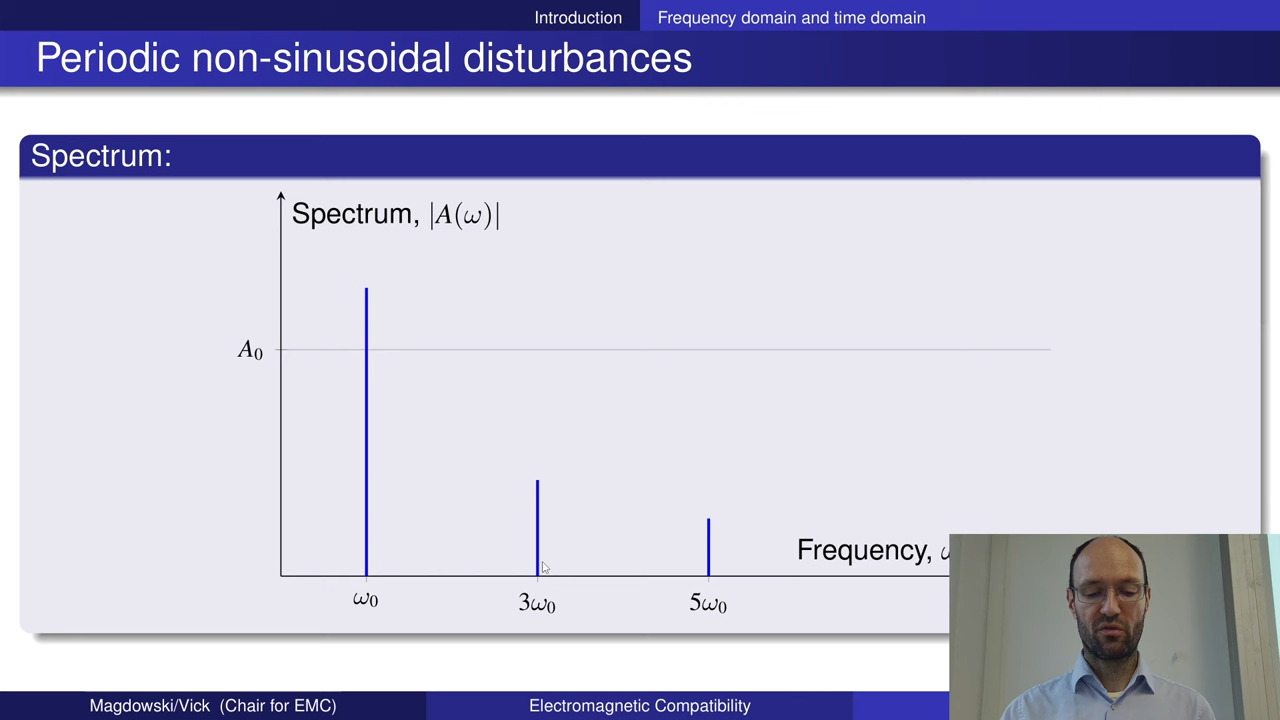 Introduction Frequency domain and time domain
Periodic non-sinusoidal disturbances
Spectrum:
Spectrum, |A(ω)|
A₀
Frequency,
ω₀ 3ω₀ 5ω₀
Magdowski/Vick (Chair for EMC) Electromagnetic Compatibility